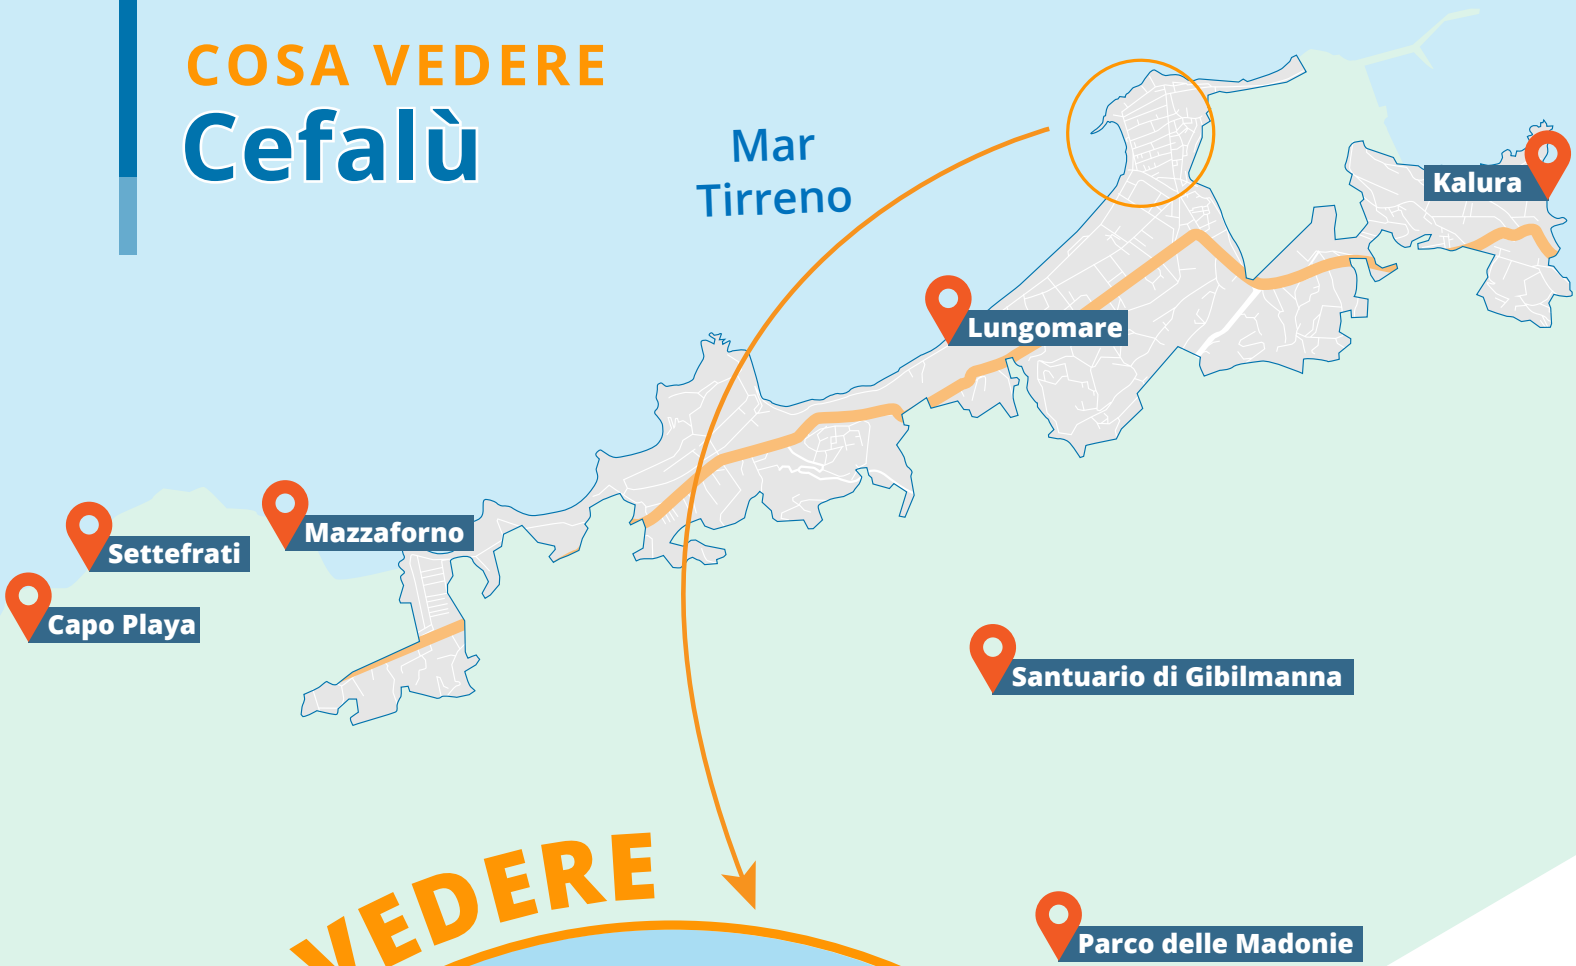 COSA VEDERE
Cefalù
Mar
Tirreno
Kalura
Lungomare
Mazzaforno
Settefrati
Capo Playa
Santuario di Gibilmanna
VEDERE
Parco delle Madonie